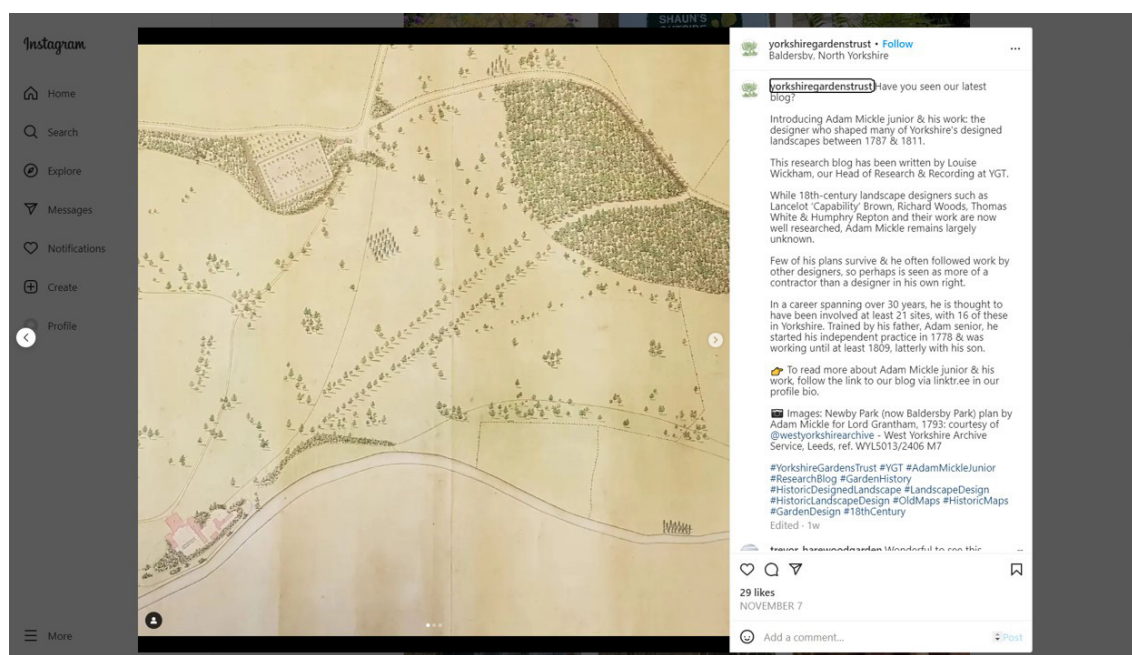 SHAUN'S
Instagram
Home
Search
Explore
Messages
Notifications
Create
Profile
More
yorkshiregardenstrust • Follow
Baldersby, North Yorkshire
yorkshiregardenstrust Have you seen our latest
blog?
Introducing Adam Mickle junior & his work: the
designer who shaped many of Yorkshire's designed
landscapes between 1787 & 1811.
This research blog has been written by Louise
Wickham, our Head of Research & Recording at YGT.
While 18th-century landscape designers such as
Lancelot 'Capability' Brown, Richard Woods, Thomas
White & Humphry Repton and their work are now
well researched, Adam Mickle remains largely
unknown.
Few of his plans survive & he often followed work by
other designers, so perhaps is seen as more of a
contractor than a designer in his own right.
In a career spanning over 30 years, he is thought to
have been involved at least 21 sites, with 16 of these
in Yorkshire. Trained by his father, Adam senior, he
started his independent practice in 1778 & was
working until at least 1809, latterly with his son.
👉 To read more about Adam Mickle junior & his
work, follow the link to our blog via linktr.ee in our
profile bio.
📷 Images: Newby Park (now Baldersby Park) plan by
Adam Mickle for Lord Grantham, 1793: courtesy of
@westyorkshirearchive - West Yorkshire Archive
Service, Leeds, ref. WYL5013/2406 M7
#YorkshireGardensTrust #YGT #AdamMickleJunior
#ResearchBlog #GardenHistory
#HistoricDesignedLandscape #LandscapeDesign
#HistoricLandscapeDesign #OldMaps #HistoricMaps
#GardenDesign #18thCentury
Edited · 1w
trevor_harewoodgarden Wonderful to see this
29 likes
NOVEMBER 7
Add a comment...
Post